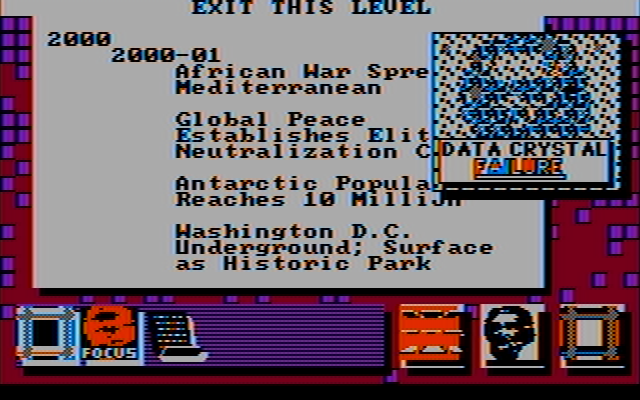 EXIT THIS LEVEL
2000
2000-01
African War Spre
Mediterranean
Global Peace
Establishes Elit
Neutralization C
Antarctic Popula
Reaches 10 Million
Washington D.C.
Underground; Surface
as Historic Park
DATA CRYSTAL
FAILURE
FOCUS